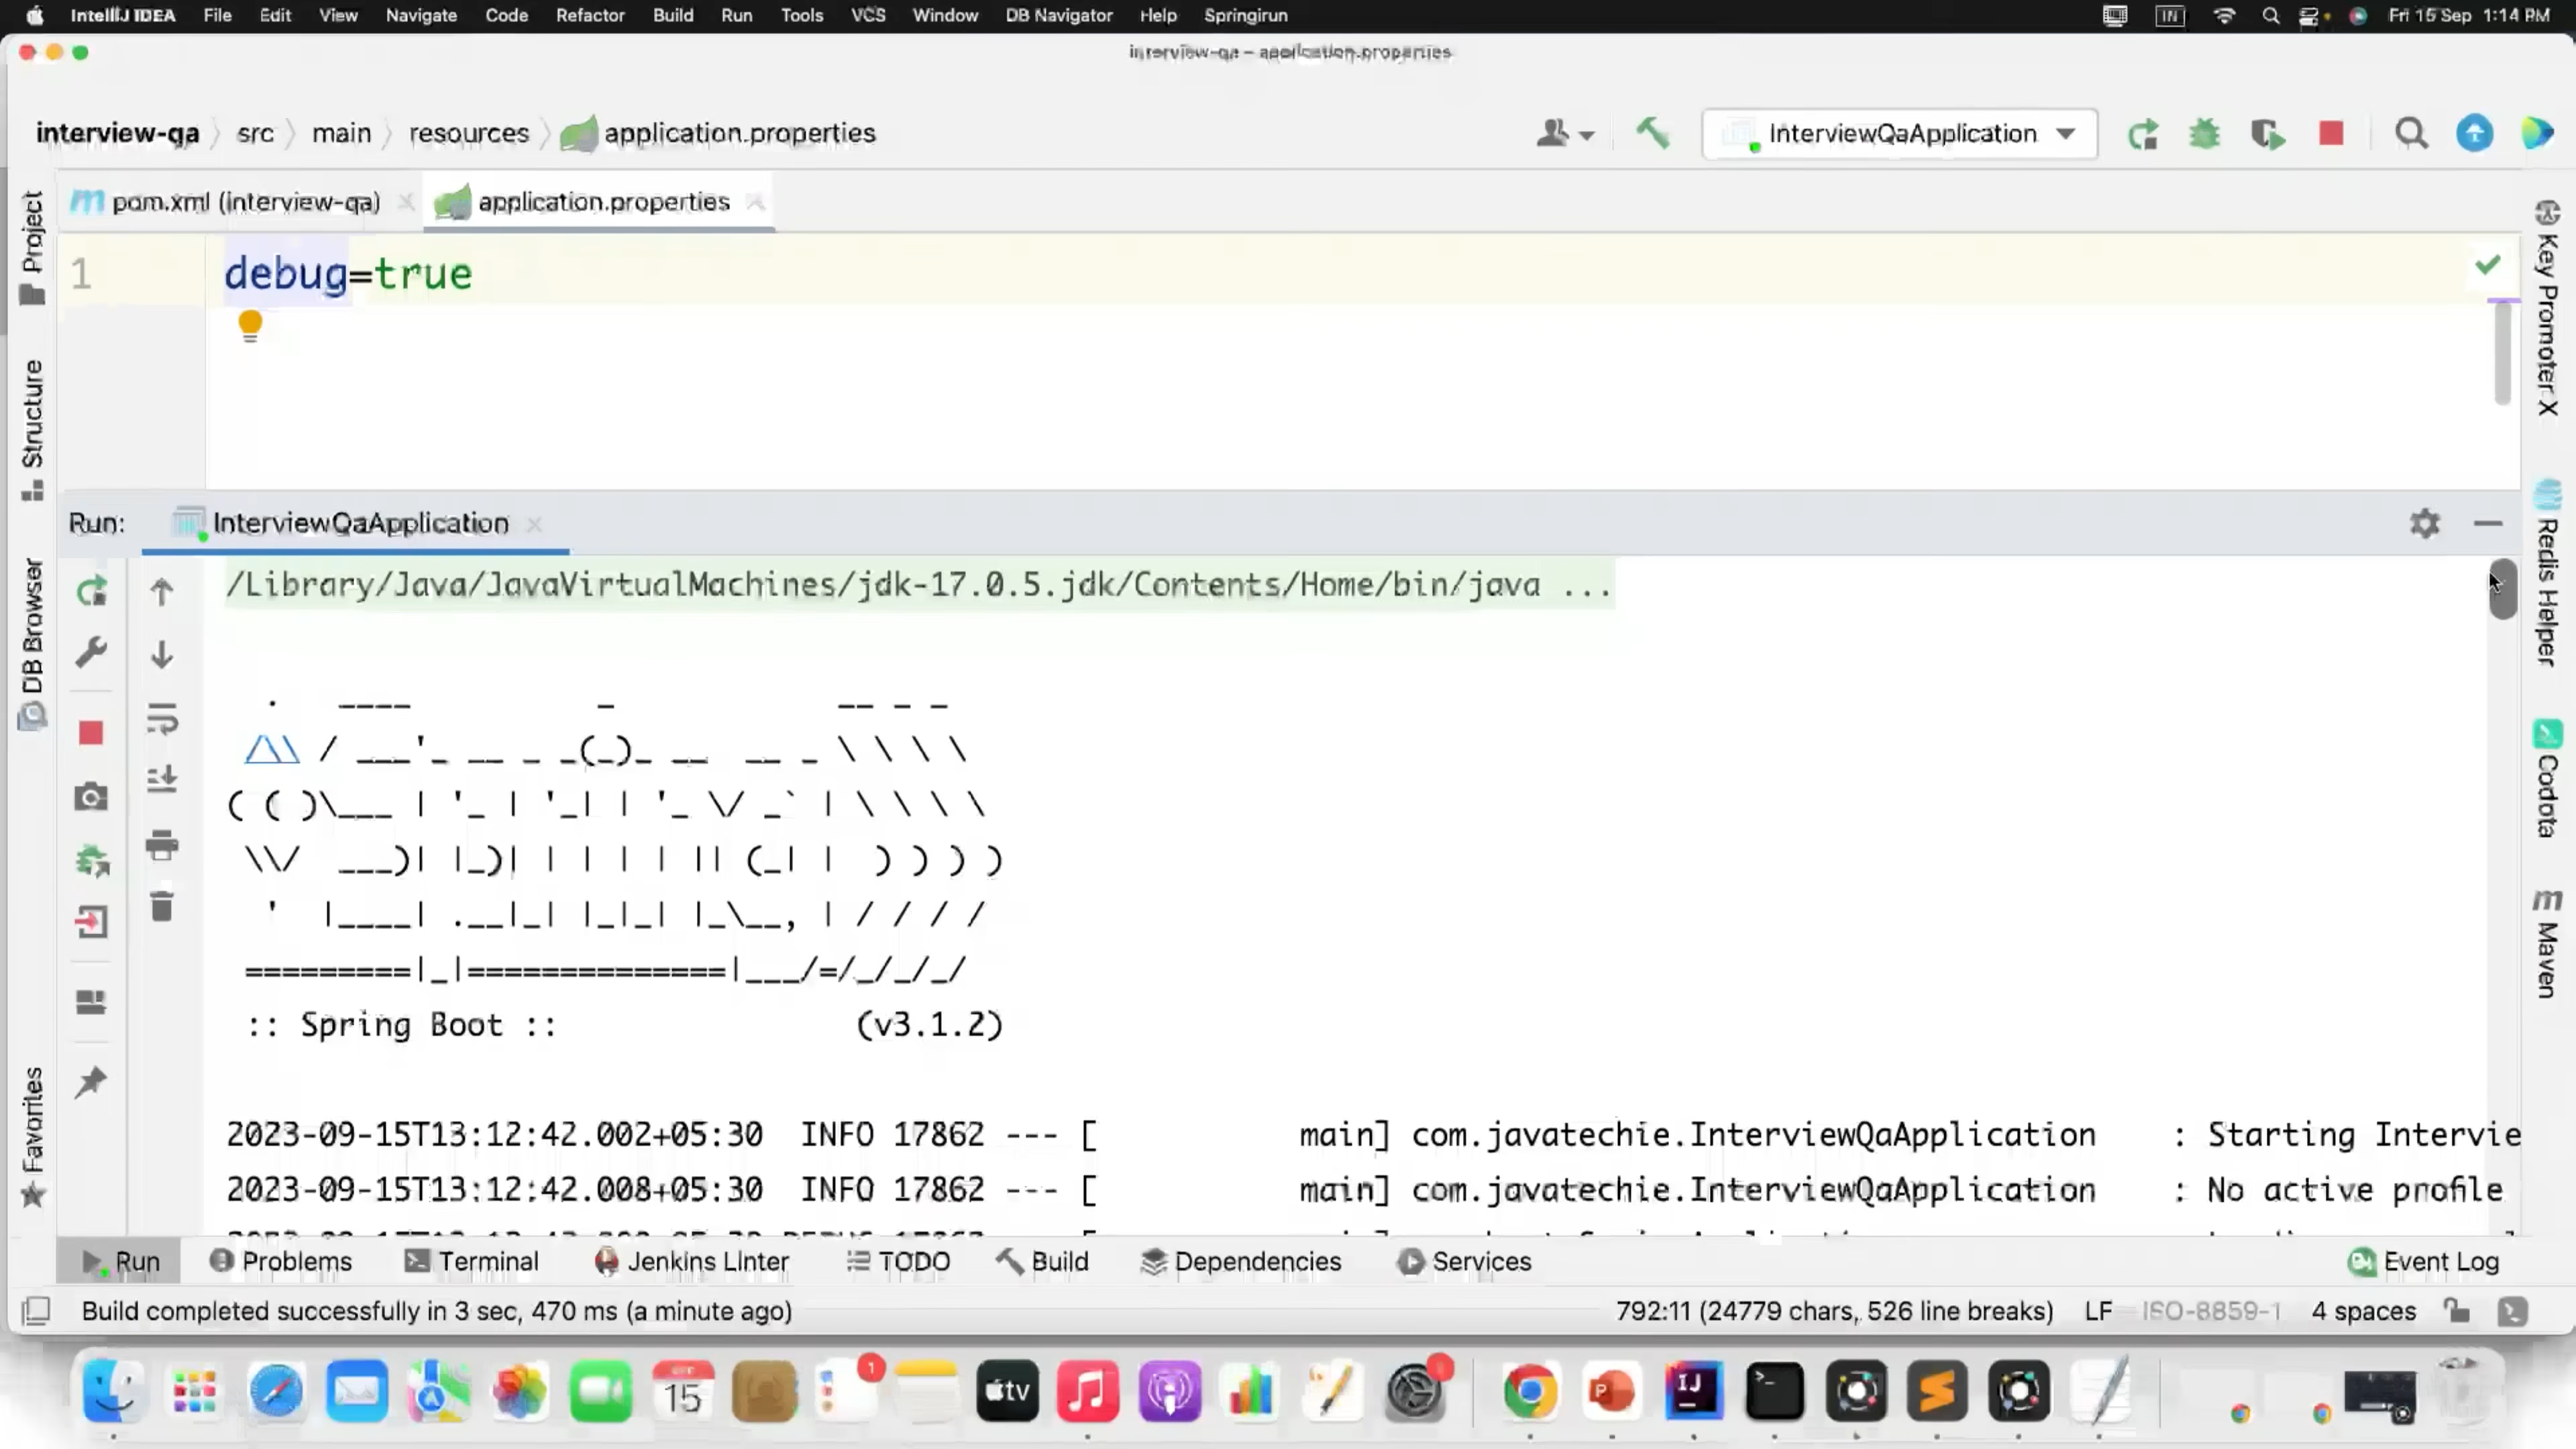 IntelliJ IDEA File Edit View Navigate Code Refactor Build Run Tools VCS Window DB Navigator Help Springirun IN Fri 15 Sep 1:14 PM
interview-qa – application.properties
interview-qa src main resources application.properties InterviewQaApplication
pom.xml (interview-qa) application.properties
Project
Structure
DB Browser
Favorites
Key Promoter X
Redis Helper
Codota
Maven
1 debug=true
Run: InterviewQaApplication
/Library/Java/JavaVirtualMachines/jdk-17.0.5.jdk/Contents/Home/bin/java ...
:: Spring Boot :: (v3.1.2)
2023-09-15T13:12:42.002+05:30 INFO 17862 --- [ main] com.javatechie.InterviewQaApplication : Starting Intervie
2023-09-15T13:12:42.008+05:30 INFO 17862 --- [ main] com.javatechie.InterviewQaApplication : No active profile
Run Problems Terminal Jenkins Linter TODO Build Dependencies Services Event Log
Build completed successfully in 3 sec, 470 ms (a minute ago) 792:11 (24779 chars, 526 line breaks) LF ISO-8859-1 4 spaces
15
1
tv
P
IJ